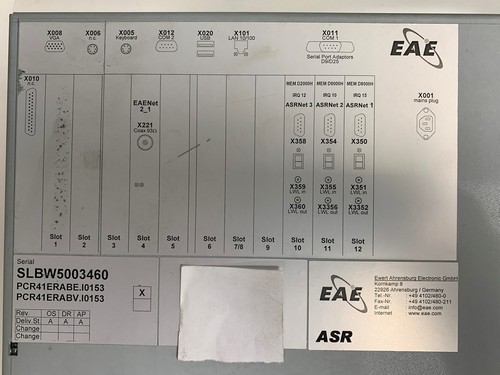 X008
VGA
X006
n.c.
X005
Keyboard
X012
COM 2
X020
USB
X101
LAN 10/100
X011
COM 1
Serial Port Adaptors
D9/D25
EAE
X010
n.c.
EAENet
2_1
X221
Coax 93Ω
MEM D2000H
IRQ 12
ASRNet 3
X358
X359
LWL in
X360
LWL out
MEM D0000H
IRQ 10
ASRNet 2
X354
X355
LWL in
X3356
LWL out
MEM D8000H
IRQ 15
ASRNet 1
X350
X351
LWL in
X3352
LWL out
X001
mains plug
Slot 1
Slot 2
Slot 3
Slot 4
Slot 5
Slot 6
Slot 7/8
Slot 9
Slot 10
Slot 11
Slot 12
Serial
SLBW5003460
PCR41ERABE.I0153
PCR41ERABV.I0153
X
Rev. OS DR AP
Deliv.St. A A A
Change
Change
EAE
Ewert Ahrensburg Electronic GmbH
Kornkamp 8
22926 Ahrensburg / Germany
Tel.-Nr. +49 4102/480-0
Fax-Nr. +49 4102/480-211
E-mail info@eae.com
Internet www.eae.com
ASR